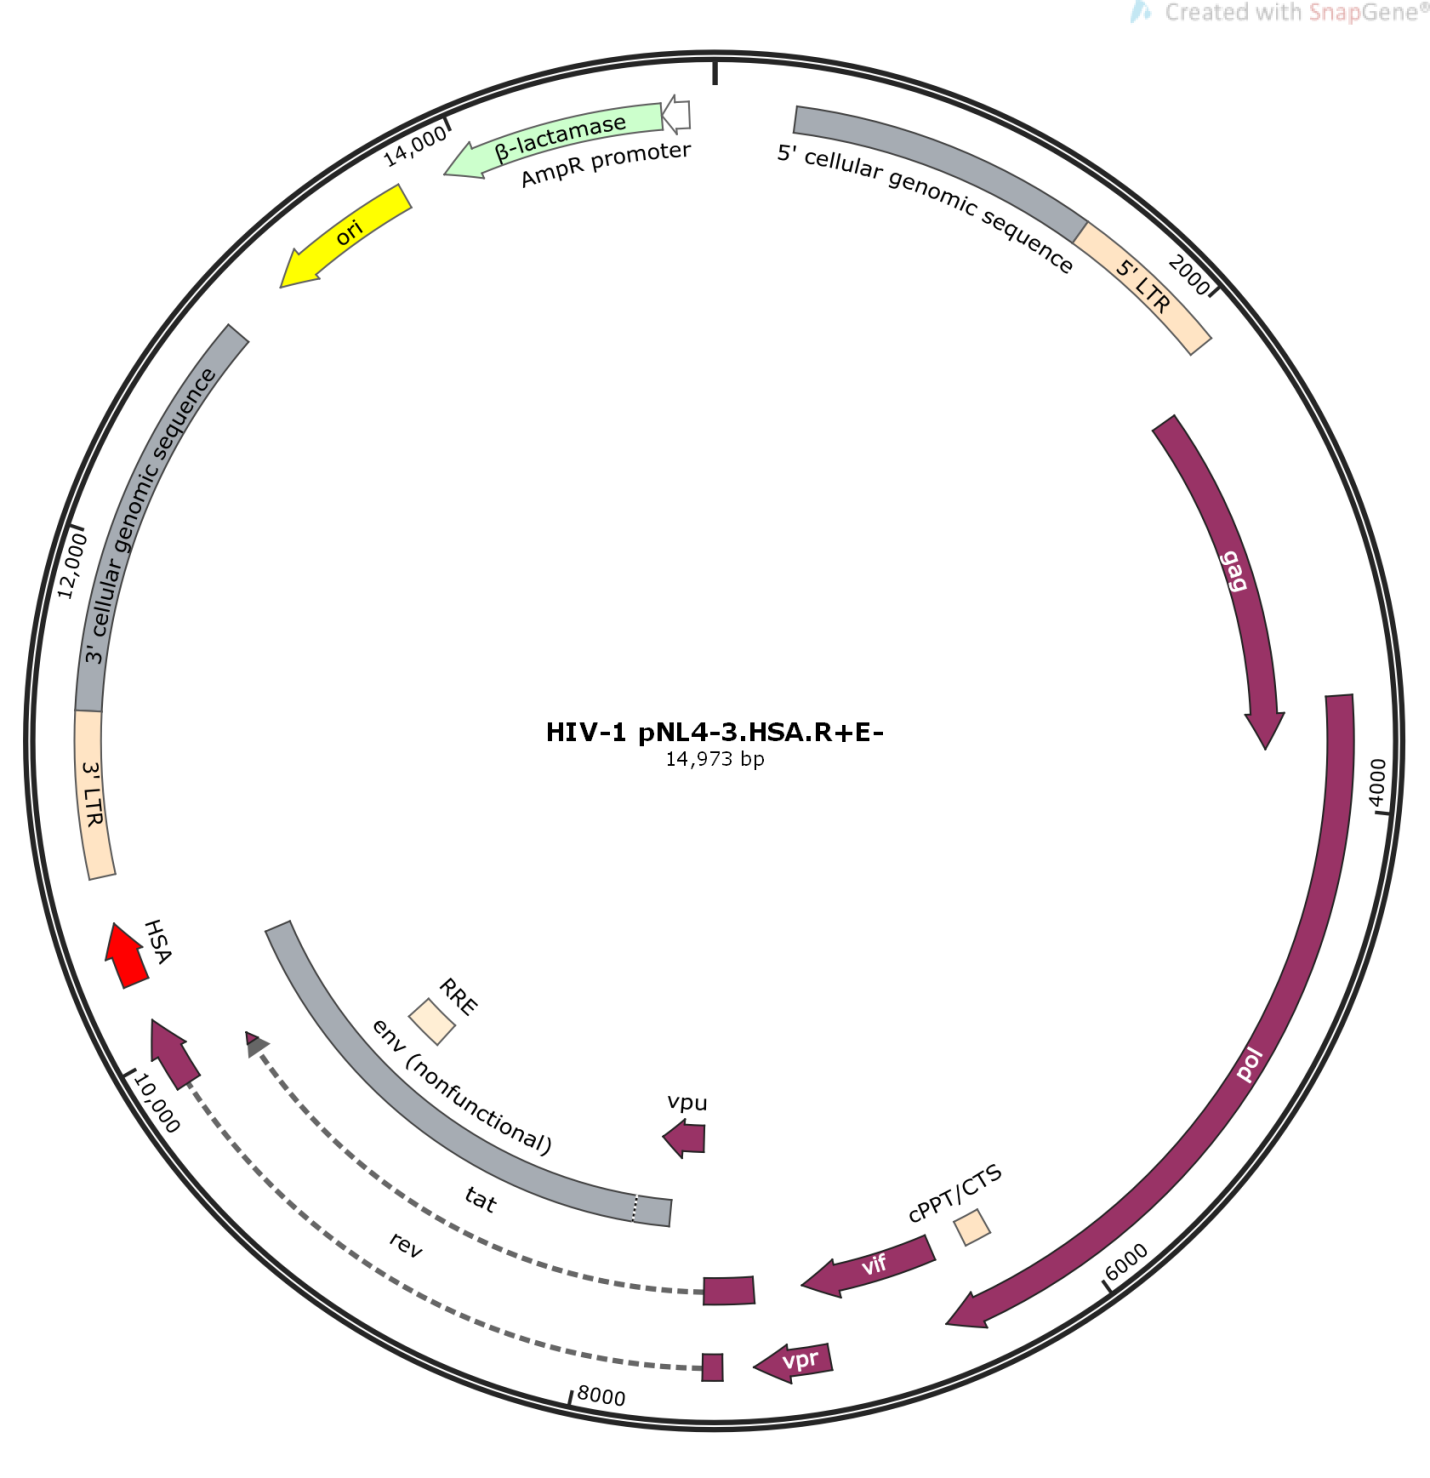 Created with SnapGene®
β-lactamase
AmpR promoter
14,000
ori
5' cellular genomic sequence
5' LTR
2000
gag
3' cellular genomic sequence
12,000
HIV-1 pNL4-3.HSA.R+E-
14,973 bp
4000
3' LTR
HSA
RRE
env (nonfunctional)
pol
10,000
vpu
tat
rev
cPPT/CTS
vif
6000
vpr
8000